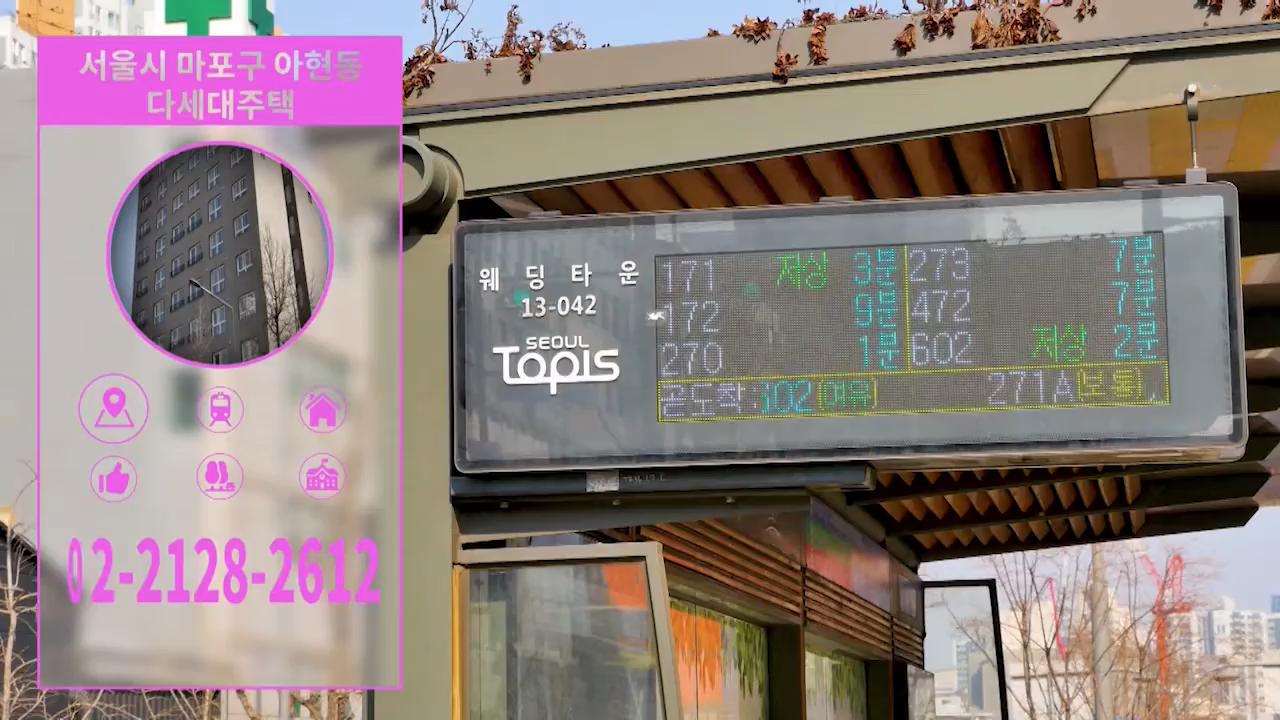 서울시 마포구 아현동
다세대주택
02-2128-2612
웨딩타운
13-042
SEOUL
Topis
171 저상 3분
172 9분
270 1분
273 7분
472 7분
602 저상 2분
곧도착 602 (여유) 271A (보통),